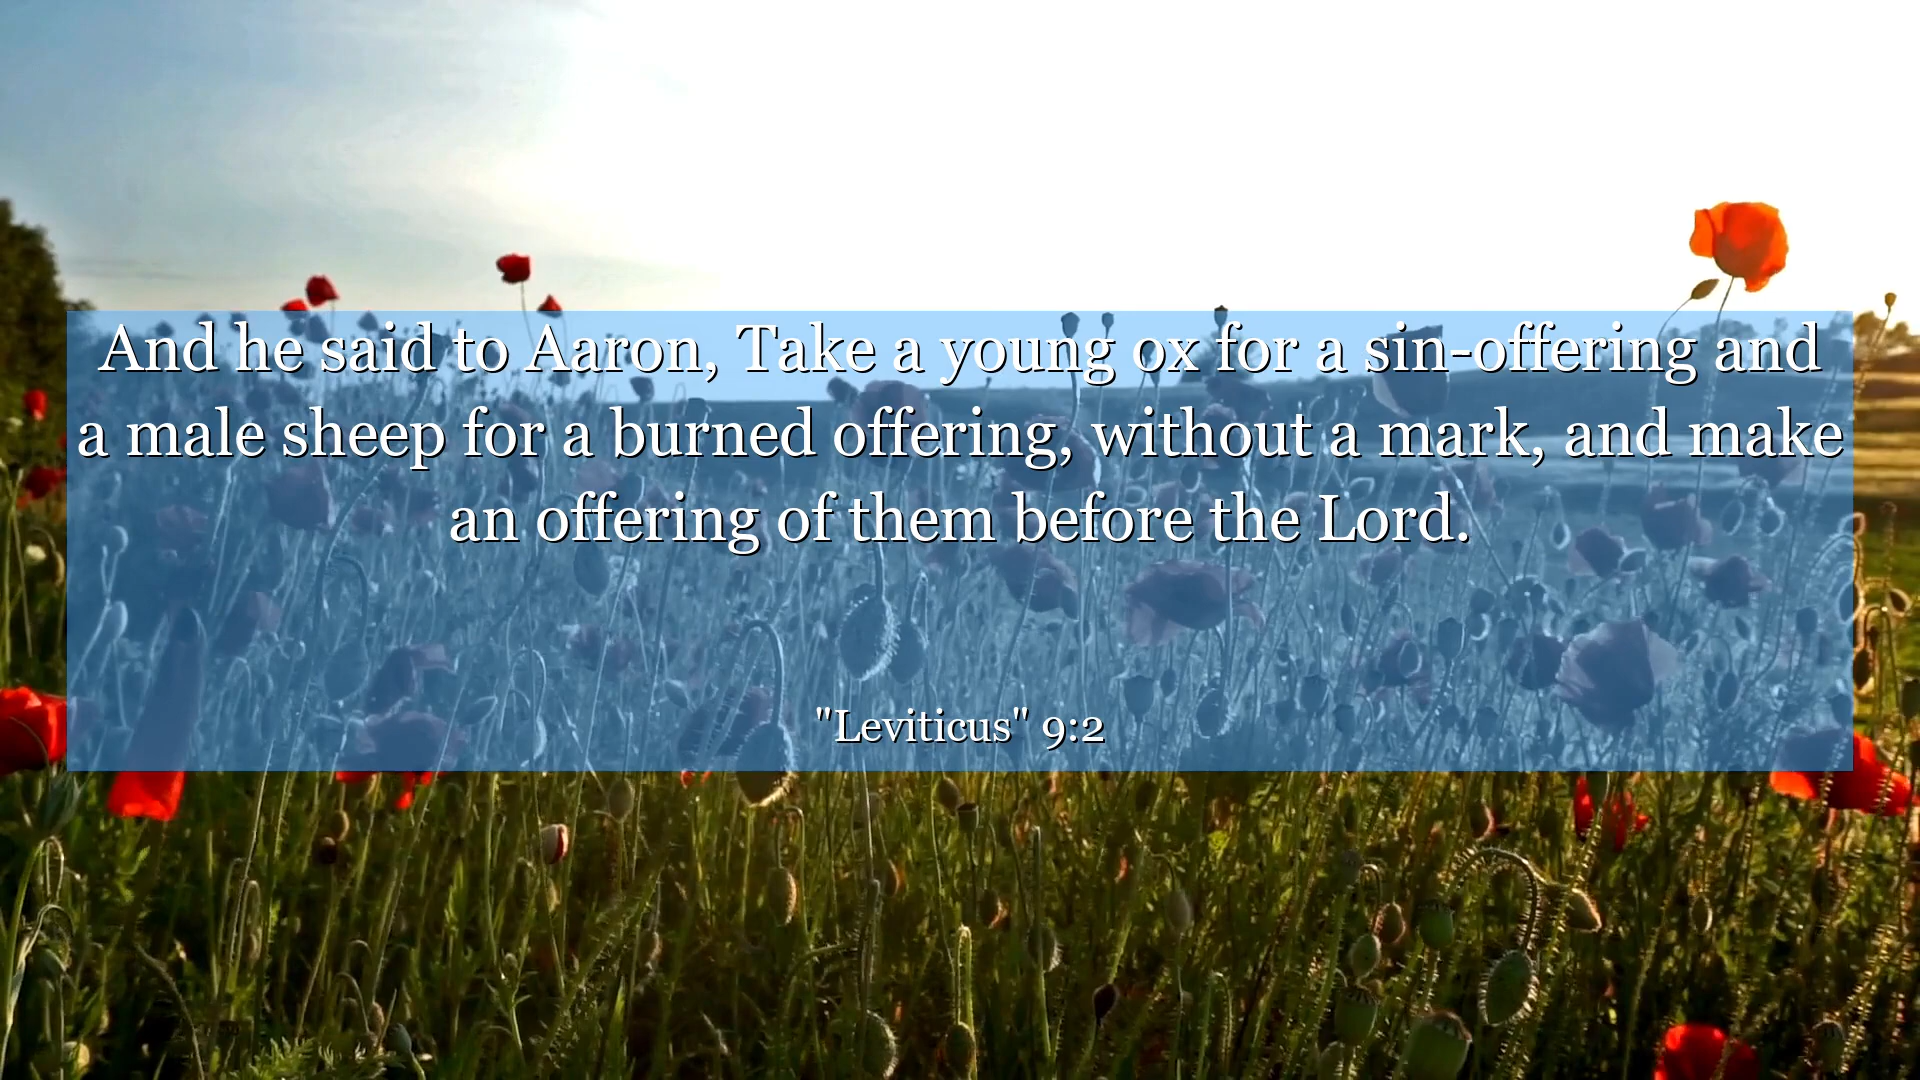 And he said to Aaron, Take a young ox for a sin-offering and
a male sheep for a burned offering, without a mark, and make
an offering of them before the Lord.
"Leviticus" 9:2